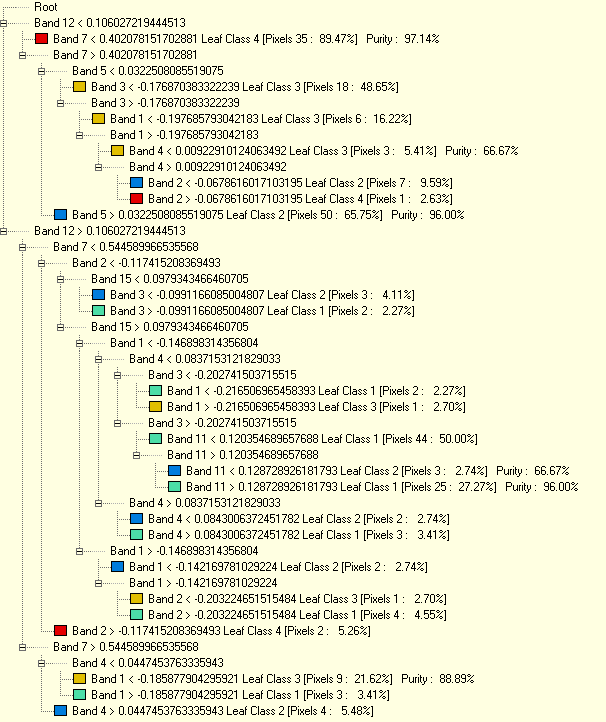 Root
Band 12 < 0.106027219444513
Band 7 < 0.402078151702881 Leaf Class 4 [Pixels 35 : 89.47%] Purity : 97.14%
Band 7 > 0.402078151702881
Band 5 < 0.0322508085519075
Band 3 < -0.176870383322239 Leaf Class 3 [Pixels 18 : 48.65%]
Band 3 > -0.176870383322239
Band 1 < -0.197685793042183 Leaf Class 3 [Pixels 6 : 16.22%]
Band 1 > -0.197685793042183
Band 4 < 0.00922910124063492 Leaf Class 3 [Pixels 3 : 5.41%] Purity : 66.67%
Band 4 > 0.00922910124063492
Band 2 < -0.0678616017103195 Leaf Class 2 [Pixels 7 : 9.59%]
Band 2 > -0.0678616017103195 Leaf Class 4 [Pixels 1 : 2.63%]
Band 5 > 0.0322508085519075 Leaf Class 2 [Pixels 50 : 65.75%] Purity : 96.00%
Band 12 > 0.106027219444513
Band 7 < 0.544589966535568
Band 2 < -0.117415208369493
Band 15 < 0.0979343466460705
Band 3 < -0.0991166085004807 Leaf Class 2 [Pixels 3 : 4.11%]
Band 3 > -0.0991166085004807 Leaf Class 1 [Pixels 2 : 2.27%]
Band 15 > 0.0979343466460705
Band 1 < -0.146898314356804
Band 4 < 0.0837153121829033
Band 3 < -0.202741503715515
Band 1 < -0.216506965458393 Leaf Class 1 [Pixels 2 : 2.27%]
Band 1 > -0.216506965458393 Leaf Class 3 [Pixels 1 : 2.70%]
Band 3 > -0.202741503715515
Band 11 < 0.120354689657688 Leaf Class 1 [Pixels 44 : 50.00%]
Band 11 > 0.120354689657688
Band 11 < 0.128728926181793 Leaf Class 2 [Pixels 3 : 2.74%] Purity : 66.67%
Band 11 > 0.128728926181793 Leaf Class 1 [Pixels 25 : 27.27%] Purity : 96.00%
Band 4 > 0.0837153121829033
Band 4 < 0.0843006372451782 Leaf Class 2 [Pixels 2 : 2.74%]
Band 4 > 0.0843006372451782 Leaf Class 1 [Pixels 3 : 3.41%]
Band 1 > -0.146898314356804
Band 1 < -0.142169781029224 Leaf Class 2 [Pixels 2 : 2.74%]
Band 1 > -0.142169781029224
Band 2 < -0.203224651515484 Leaf Class 3 [Pixels 1 : 2.70%]
Band 2 > -0.203224651515484 Leaf Class 1 [Pixels 4 : 4.55%]
Band 2 > -0.117415208369493 Leaf Class 4 [Pixels 2 : 5.26%]
Band 7 > 0.544589966535568
Band 4 < 0.0447453763335943
Band 1 < -0.185877904295921 Leaf Class 3 [Pixels 9 : 21.62%] Purity : 88.89%
Band 1 > -0.185877904295921 Leaf Class 1 [Pixels 3 : 3.41%]
Band 4 > 0.0447453763335943 Leaf Class 2 [Pixels 4 : 5.48%]